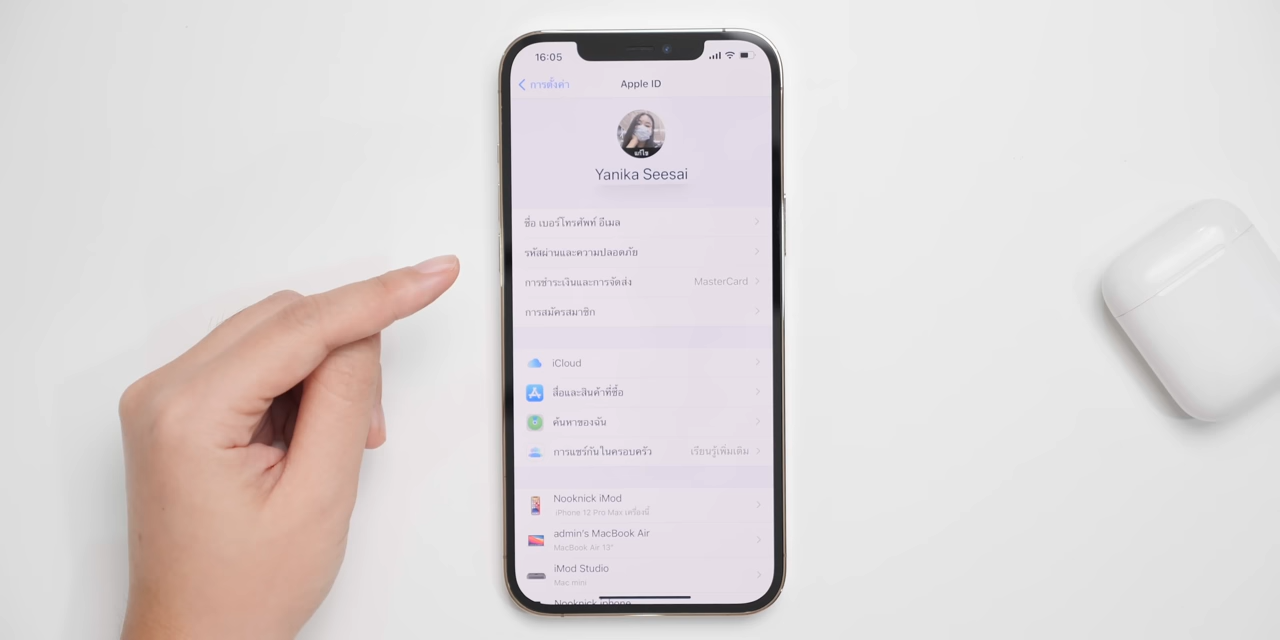 16:05
การตั้งค่า
Apple ID
แก้ไข
Yanika Seesai
ชื่อ เบอร์โทรศัพท์ อีเมล
รหัสผ่านและความปลอดภัย
การชำระเงินและการจัดส่ง MasterCard
การสมัครสมาชิก
iCloud
สื่อและสินค้าที่ซื้อ
ค้นหาของฉัน
การแชร์กันในครอบครัว เรียนรู้เพิ่มเติม
Nooknick iMod
iPhone 12 Pro Max เครื่องนี้
admin's MacBook Air
MacBook Air 13"
iMod Studio
Mac mini
Nooknick iphone